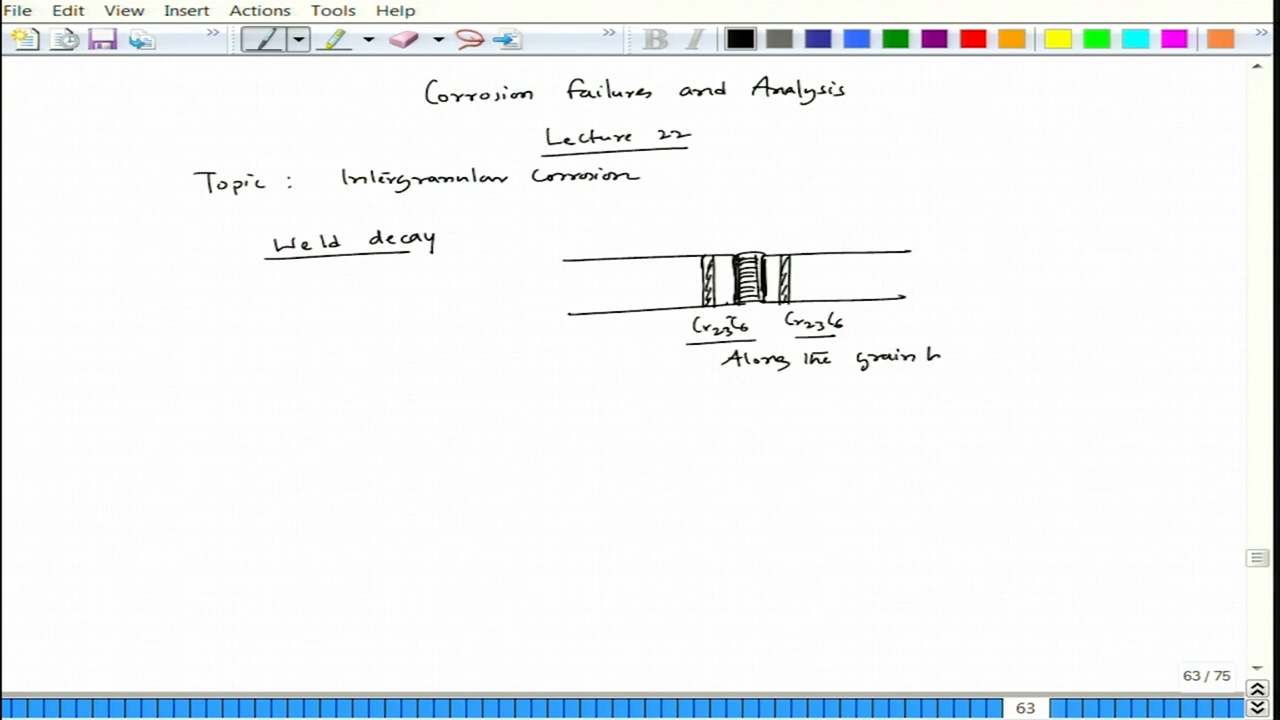 File Edit View Insert Actions Tools Help
B I
Corrosion Failures and Analysis
Lecture 22
Topic : Intergranular Corrosion
Weld decay
Cr23C6 Cr23C6
Along the grain b
63 / 75
63